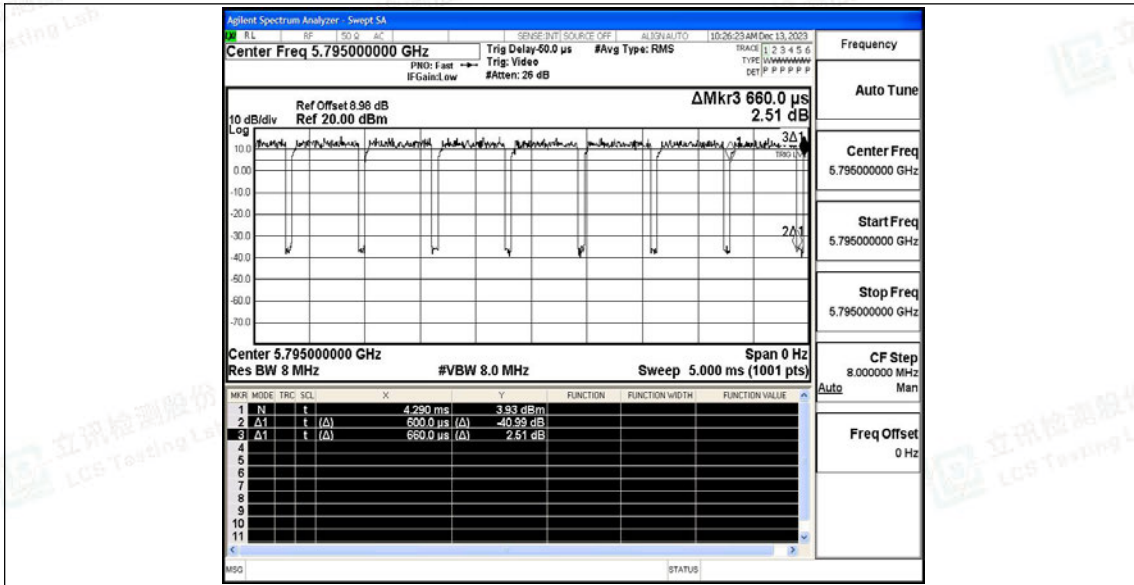 Agilent Spectrum Analyzer - Swept SA
RL RF 50 Ω AC SENSE:INT SOURCE OFF ALIGN AUTO 10:26:23 AM Dec 13, 2023
Center Freq 5.795000000 GHz
PNO: Fast
IFGain:Low
Trig Delay-50.0 µs
Trig: Video
#Atten: 26 dB
#Avg Type: RMS
TRACE 1 2 3 4 5 6
TYPE WWWWWW
DET P P P P P P
Frequency
Auto Tune
Center Freq
5.795000000 GHz
Start Freq
5.795000000 GHz
Stop Freq
5.795000000 GHz
CF Step
8.000000 MHz
Auto Man
Freq Offset
0 Hz
10 dB/div
Log
Ref Offset 8.98 dB
Ref 20.00 dBm
ΔMkr3 660.0 µs
2.51 dB
10.0
0.00
-10.0
-20.0
-30.0
-40.0
-50.0
-60.0
-70.0
1
3Δ1
TRIG LVL
2Δ1
Center 5.795000000 GHz
Res BW 8 MHz
#VBW 8.0 MHz
Span 0 Hz
Sweep 5.000 ms (1001 pts)
MKR MODE TRC SCL X Y FUNCTION FUNCTION WIDTH FUNCTION VALUE
1 N t 4.290 ms 3.93 dBm
2 Δ1 t (Δ) 600.0 µs (Δ) -40.99 dB
3 Δ1 t (Δ) 660.0 µs (Δ) 2.51 dB
4
5
6
7
8
9
10
11
MSG
STATUS
立讯检测股份
LCS Testing Lab
立讯检测股份